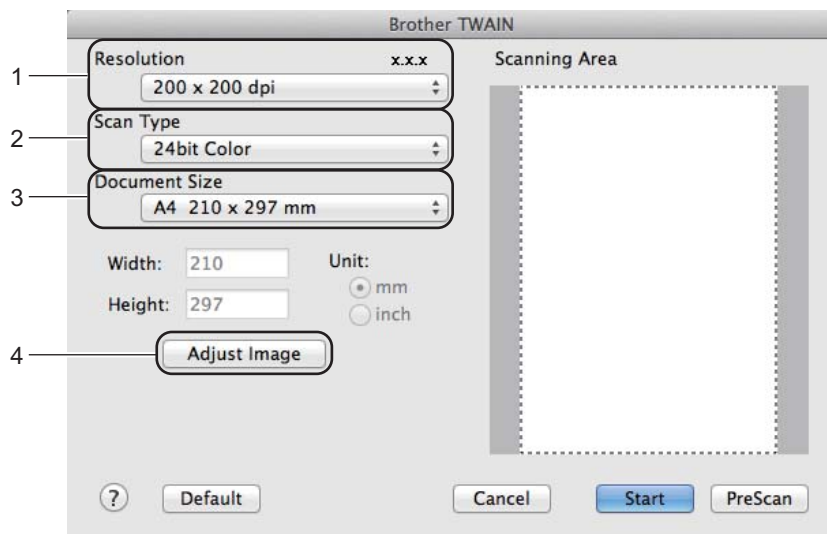 Brother TWAIN
1
Resolution x.x.x
200 x 200 dpi
2
Scan Type
24bit Color
3
Document Size
A4 210 x 297 mm
Width: 210
Height: 297
Unit:
mm
inch
4
Adjust Image
Scanning Area
? Default Cancel Start PreScan